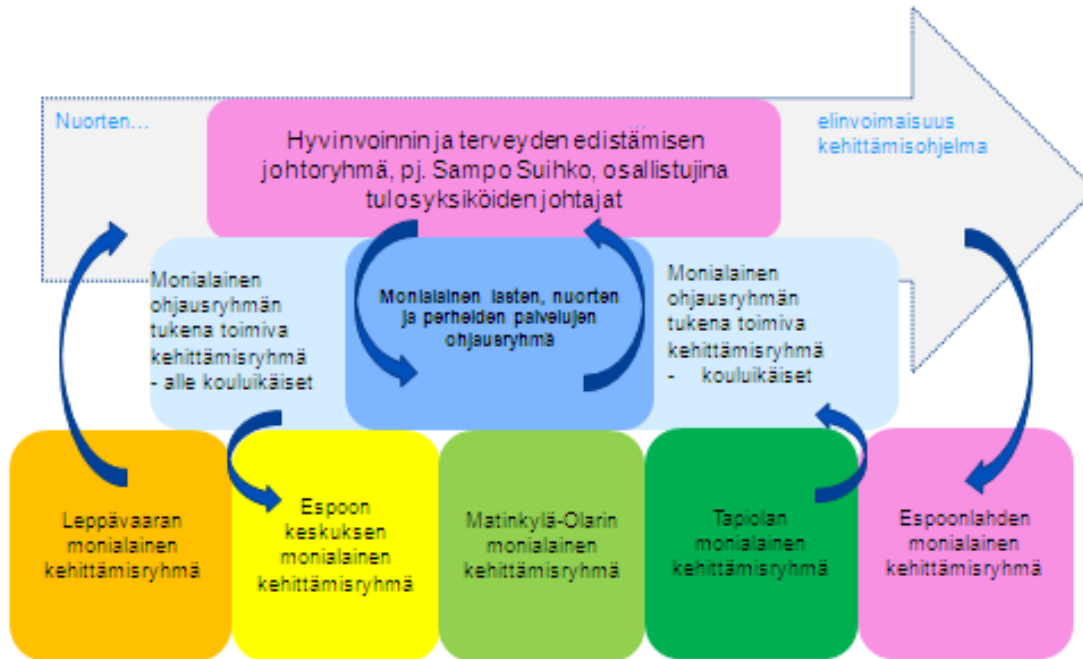 Nuorten…
…
elinvoimaisuus
kehittämisohjelma
Hyvinvoinnin ja terveyden edistämisen
johtoryhmä, pj. Sampo Suihko, osallistujina
tulosyksiköiden johtajat
Monialainen
ohjausryhmän
tukena toimiva
kehittämisryhmä
- alle kouluikäiset
Monialainen lasten, nuorten
ja perheiden palvelujen
ohjausryhmä
Monialainen
ohjausryhmän
tukena toimiva
kehittämisryhmä
- kouluikäiset
Leppävaaran
monialainen
kehittämisryhmä
Espoon
keskuksen
monialainen
kehittämisryhmä
Matinkylä-Olarin
monialainen
kehittämisryhmä
Tapiolan
monialainen
kehittämisryhmä
Espoonlahden
monialainen
kehittämisryhmä